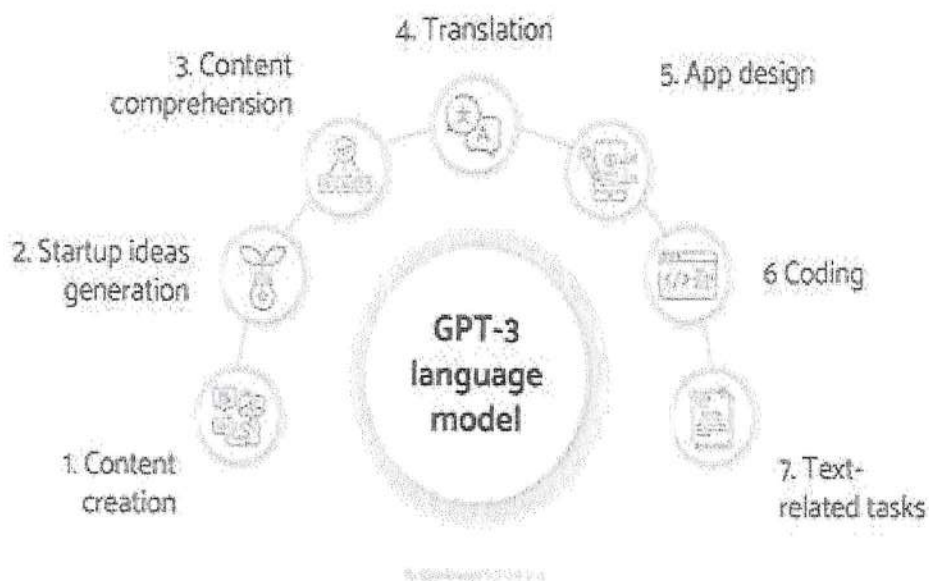 4. Translation
3. Content
comprehension
5. App design
2. Startup ideas
generation
6 Coding
GPT-3
language
model
1. Content
creation
7. Text-
related tasks